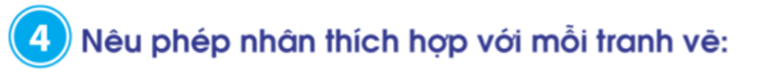 4 Nêu phép nhân thích hợp với mỗi tranh vẽ: